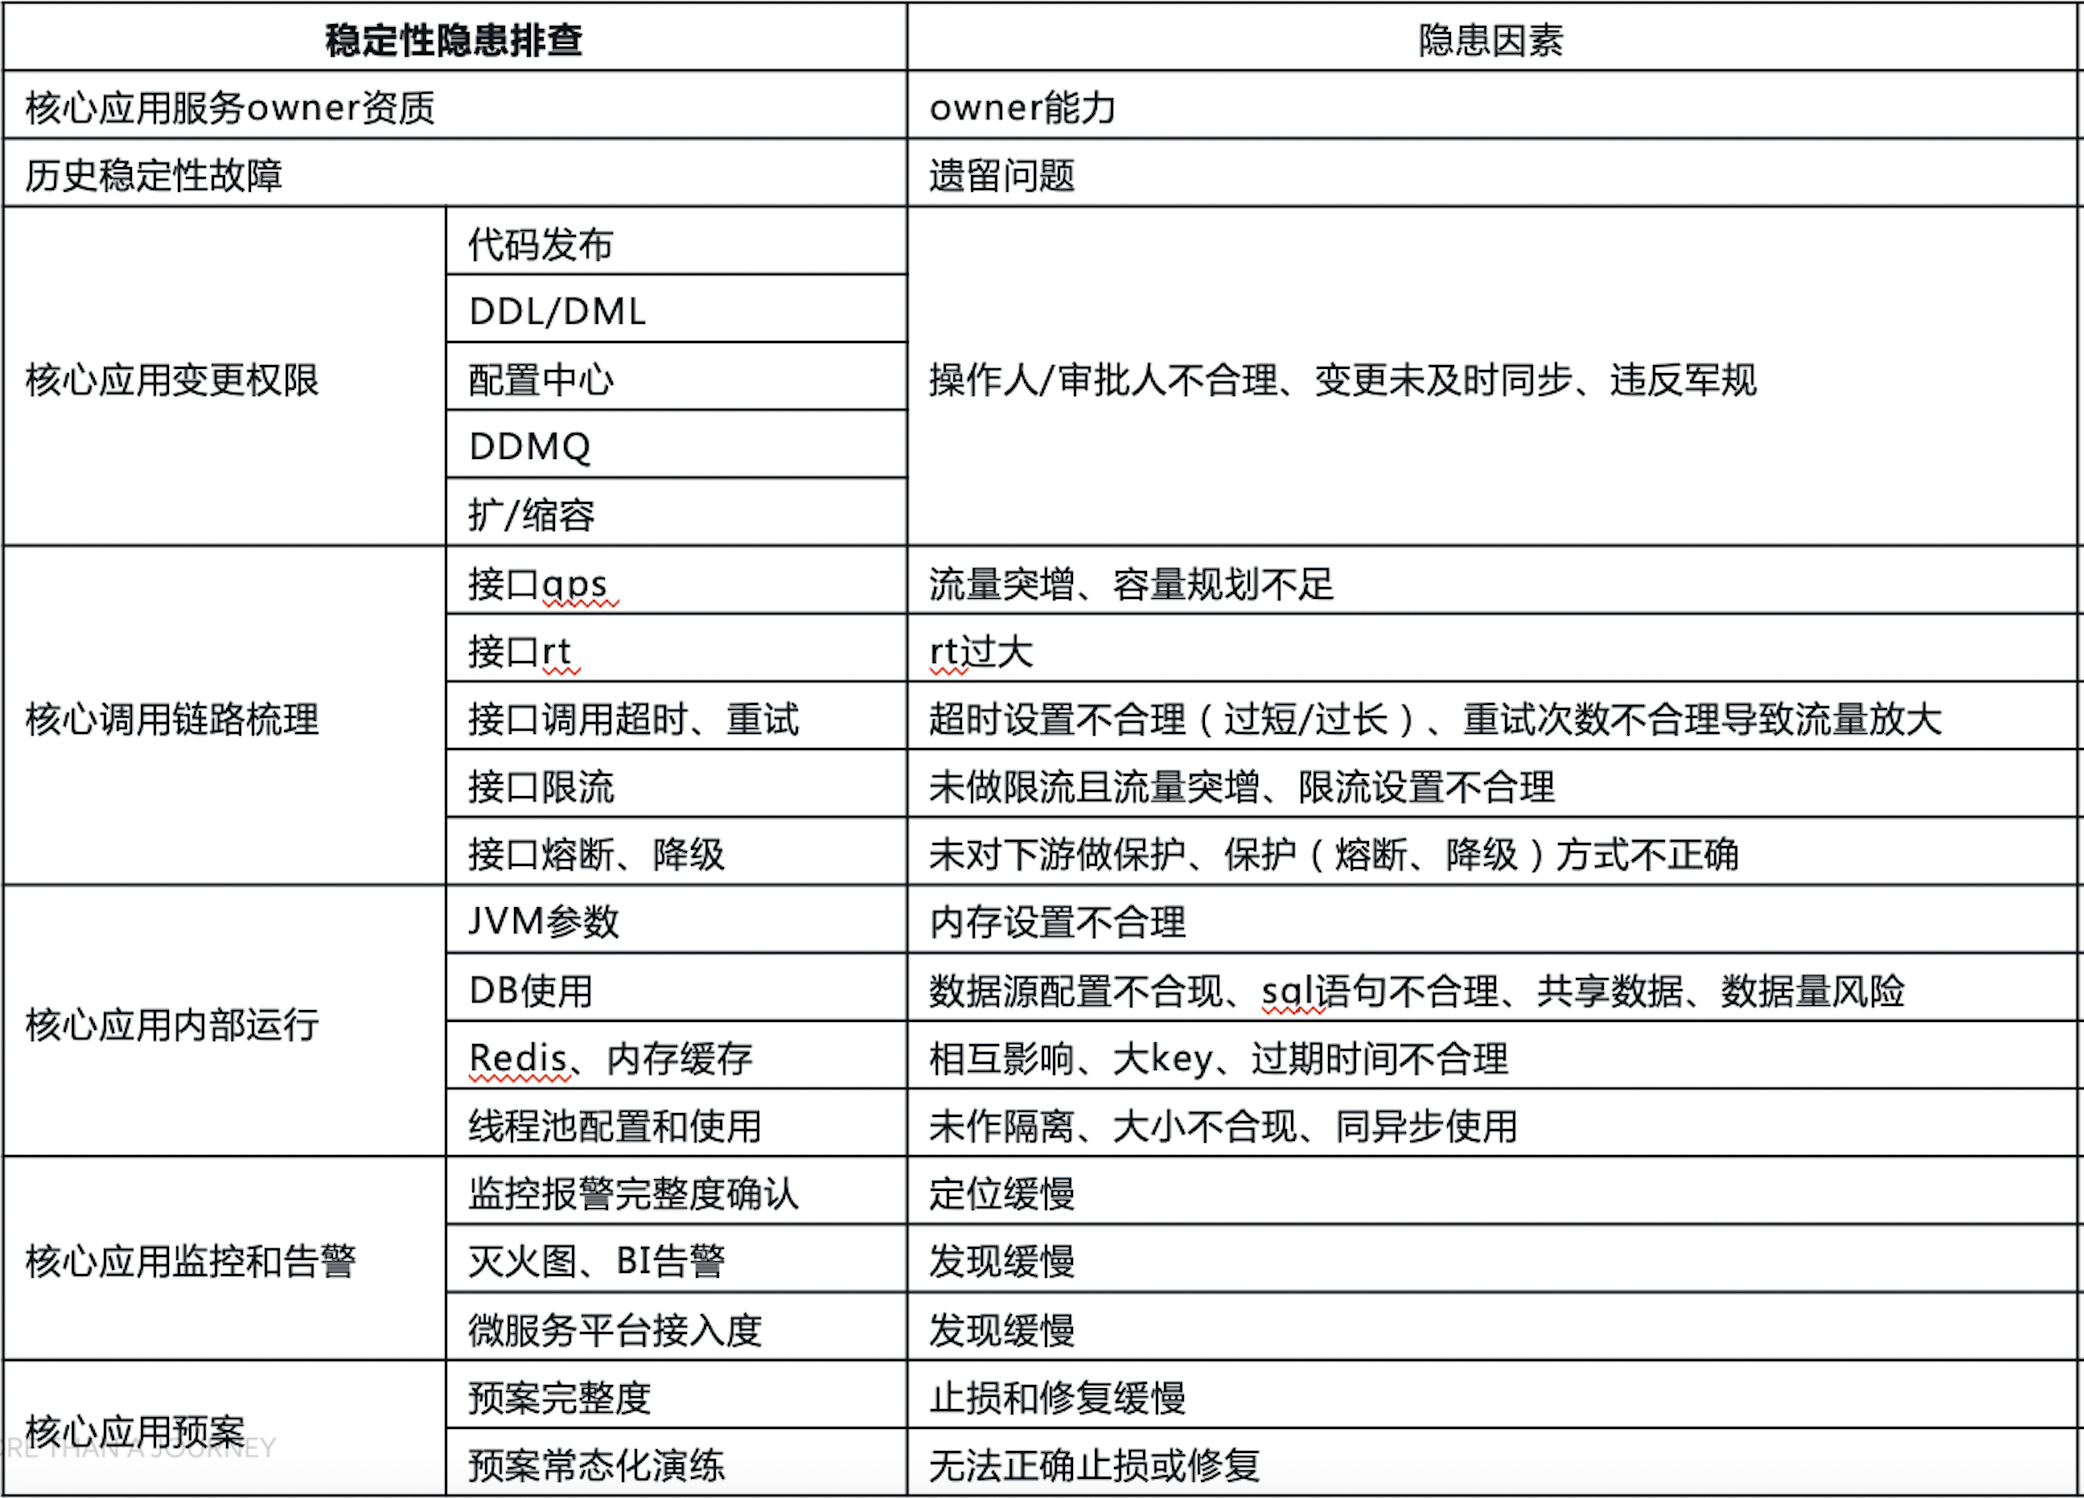 稳定性隐患排查 隐患因素
核心应用服务owner资质 owner能力
历史稳定性故障 遗留问题
核心应用变更权限
代码发布
DDL/DML
配置中心
DDMQ
扩/缩容
操作人/审批人不合理、变更未及时同步、违反军规
核心调用链路梳理
接口qps 流量突增、容量规划不足
接口rt rt过大
接口调用超时、重试 超时设置不合理（过短/过长）、重试次数不合理导致流量放大
接口限流 未做限流且流量突增、限流设置不合理
接口熔断、降级 未对下游做保护、保护（熔断、降级）方式不正确
核心应用内部运行
JVM参数 内存设置不合理
DB使用 数据源配置不合现、sql语句不合理、共享数据、数据量风险
Redis、内存缓存 相互影响、大key、过期时间不合理
线程池配置和使用 未作隔离、大小不合现、同异步使用
核心应用监控和告警
监控报警完整度确认 定位缓慢
灭火图、BI告警 发现缓慢
微服务平台接入度 发现缓慢
核心应用预案
预案完整度 止损和修复缓慢
预案常态化演练 无法正确止损或修复
ORE THAN A JOURNEY